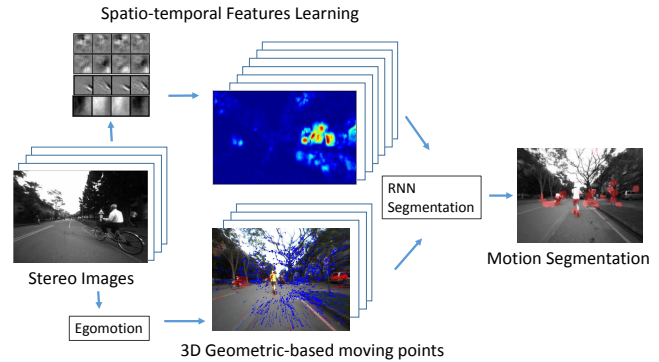 Spatio-temporal Features Learning
RNN
Segmentation
Stereo Images
Motion Segmentation
Egomotion
3D Geometric-based moving points